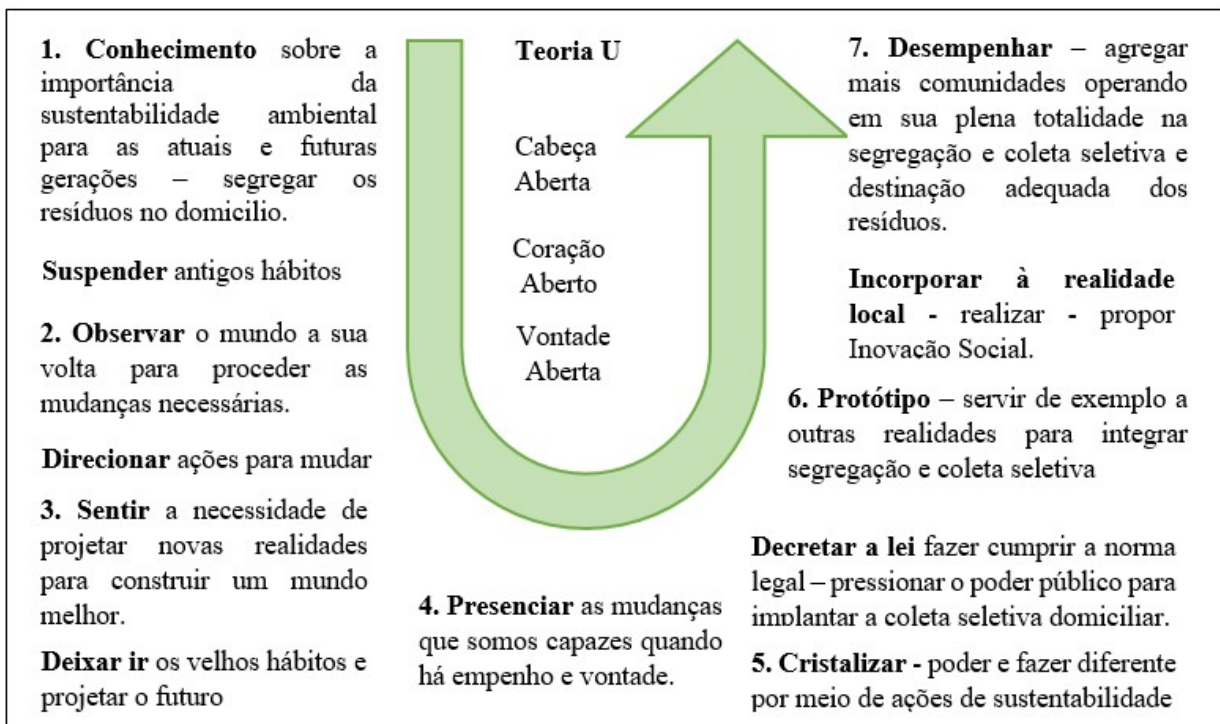 1. Conhecimento sobre a
importância da
sustentabilidade ambiental
para as atuais e futuras
gerações – segregar os
resíduos no domicilio.
Suspender antigos hábitos
2. Observar o mundo a sua
volta para proceder as
mudanças necessárias.
Direcionar ações para mudar
3. Sentir a necessidade de
projetar novas realidades
para construir um mundo
melhor.
Deixar ir os velhos hábitos e
projetar o futuro
Teoria U
Cabeça
Aberta
Coração
Aberto
Vontade
Aberta
4. Presenciar as mudanças
que somos capazes quando
há empenho e vontade.
7. Desempenhar – agregar
mais comunidades operando
em sua plena totalidade na
segregação e coleta seletiva e
destinação adequada dos
resíduos.
Incorporar à realidade
local - realizar - propor
Inovação Social.
6. Protótipo – servir de exemplo a
outras realidades para integrar
segregação e coleta seletiva
Decretar a lei fazer cumprir a norma
legal – pressionar o poder público para
implantar a coleta seletiva domiciliar.
5. Cristalizar - poder e fazer diferente
por meio de ações de sustentabilidade